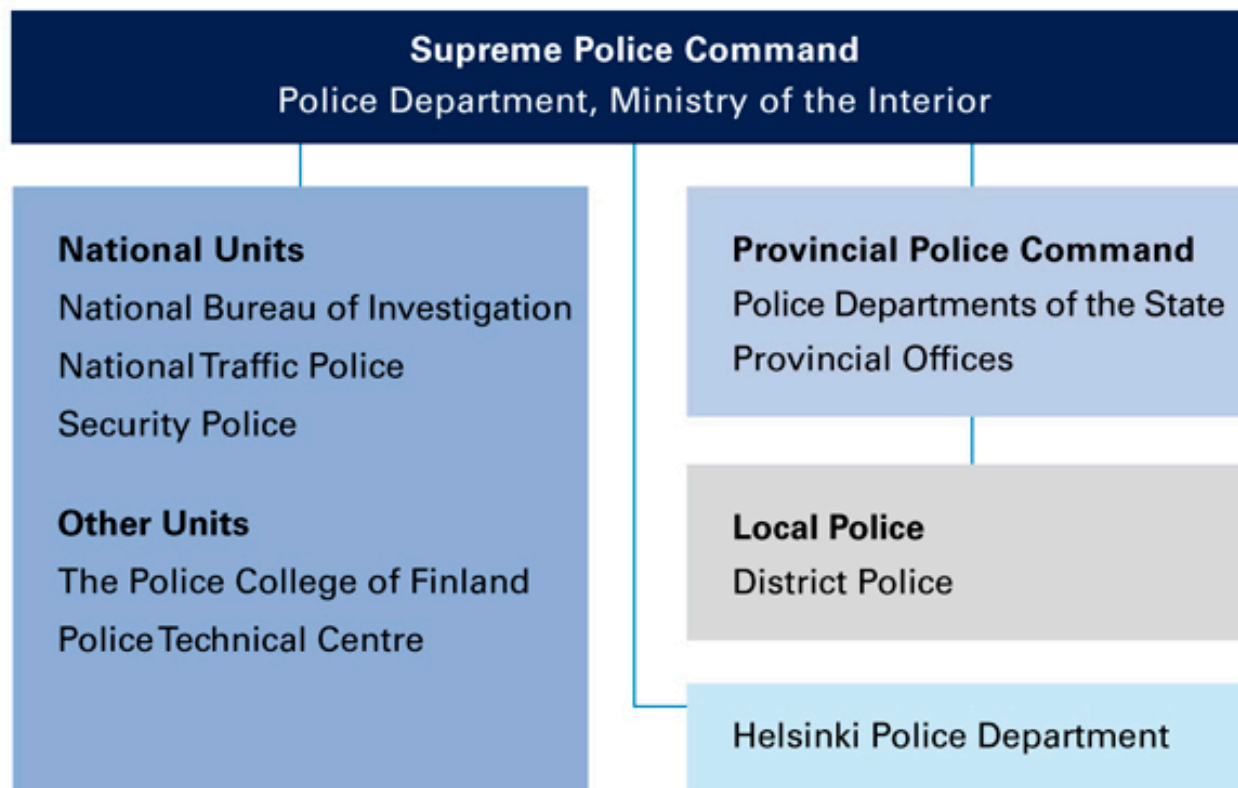 Supreme Police Command
Police Department, Ministry of the Interior
National Units
National Bureau of Investigation
National Traffic Police
Security Police
Other Units
The Police College of Finland
Police Technical Centre
Provincial Police Command
Police Departments of the State
Provincial Offices
Local Police
District Police
Helsinki Police Department